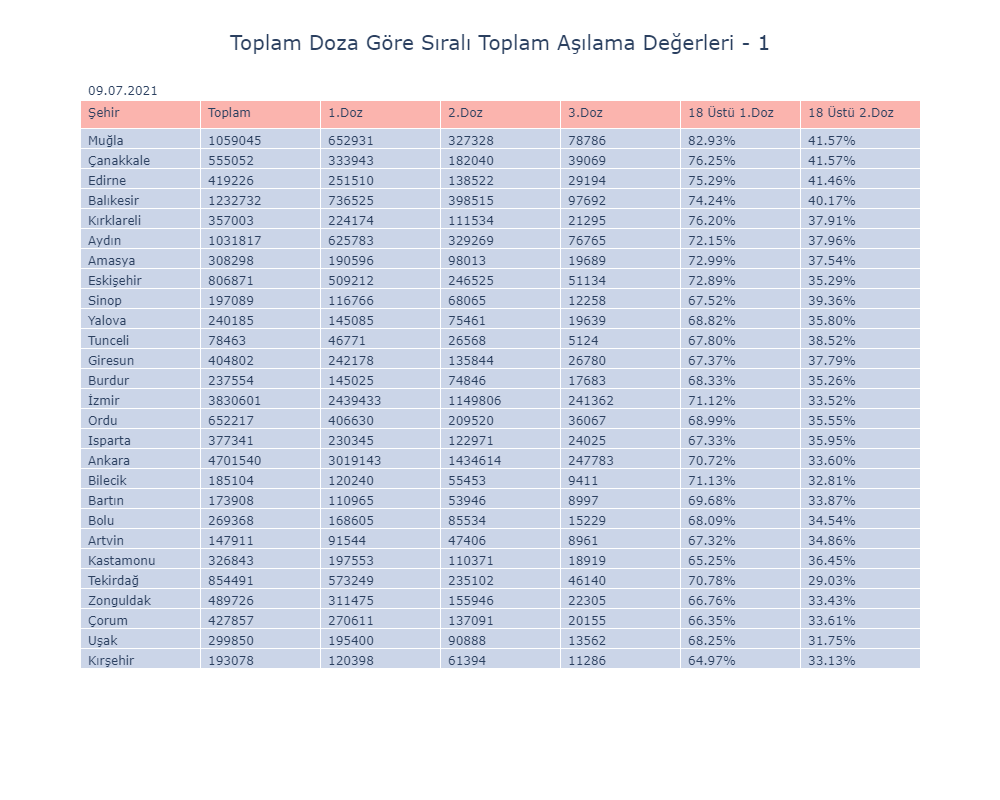 Toplam Doza Göre Sıralı Toplam Aşılama Değerleri - 1
09.07.2021
Şehir Toplam 1.Doz 2.Doz 3.Doz 18 Üstü 1.Doz 18 Üstü 2.Doz
Muğla 1059045 652931 327328 78786 82.93% 41.57%
Çanakkale 555052 333943 182040 39069 76.25% 41.57%
Edirne 419226 251510 138522 29194 75.29% 41.46%
Balıkesir 1232732 736525 398515 97692 74.24% 40.17%
Kırklareli 357003 224174 111534 21295 76.20% 37.91%
Aydın 1031817 625783 329269 76765 72.15% 37.96%
Amasya 308298 190596 98013 19689 72.99% 37.54%
Eskişehir 806871 509212 246525 51134 72.89% 35.29%
Sinop 197089 116766 68065 12258 67.52% 39.36%
Yalova 240185 145085 75461 19639 68.82% 35.80%
Tunceli 78463 46771 26568 5124 67.80% 38.52%
Giresun 404802 242178 135844 26780 67.37% 37.79%
Burdur 237554 145025 74846 17683 68.33% 35.26%
İzmir 3830601 2439433 1149806 241362 71.12% 33.52%
Ordu 652217 406630 209520 36067 68.99% 35.55%
Isparta 377341 230345 122971 24025 67.33% 35.95%
Ankara 4701540 3019143 1434614 247783 70.72% 33.60%
Bilecik 185104 120240 55453 9411 71.13% 32.81%
Bartın 173908 110965 53946 8997 69.68% 33.87%
Bolu 269368 168605 85534 15229 68.09% 34.54%
Artvin 147911 91544 47406 8961 67.32% 34.86%
Kastamonu 326843 197553 110371 18919 65.25% 36.45%
Tekirdağ 854491 573249 235102 46140 70.78% 29.03%
Zonguldak 489726 311475 155946 22305 66.76% 33.43%
Çorum 427857 270611 137091 20155 66.35% 33.61%
Uşak 299850 195400 90888 13562 68.25% 31.75%
Kırşehir 193078 120398 61394 11286 64.97% 33.13%